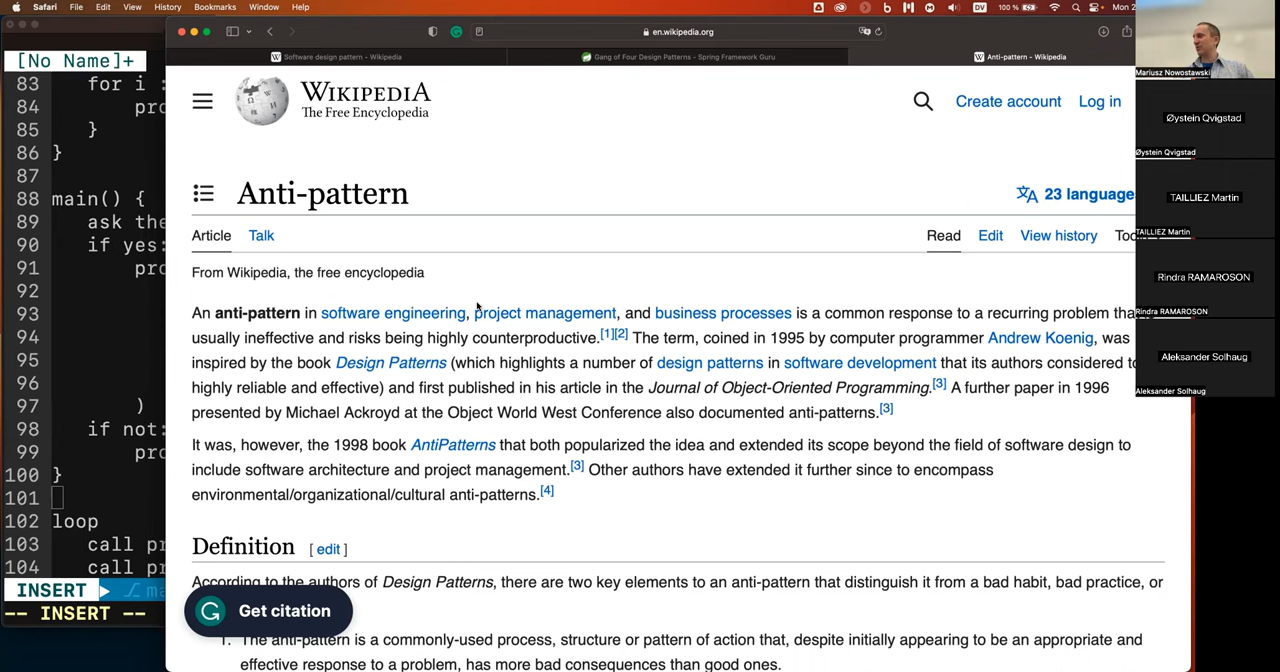 Safari File Edit View History Bookmarks Window Help
DV 100 % Mon 2
[No Name]+
83 for i :
84 pro
85 }
86 }
87
88 main() {
89 ask the
90 if yes:
91 pro
92
93
94
95
96
97 )
98 if not:
99 pro
100 }
101
102 loop
103 call pr
104 call pr
INSERT ma
-- INSERT --
en.wikipedia.org
Software design pattern – Wikipedia
Gang of Four Design Patterns - Spring Framework Guru
Anti-pattern – Wikipedia
WIKIPEDIA
The Free Encyclopedia
Create account Log in
Anti-pattern
23 language
Article Talk
Read Edit View history
From Wikipedia, the free encyclopedia
An anti-pattern in software engineering, project management, and business processes is a common response to a recurring problem tha
usually ineffective and risks being highly counterproductive.[1][2] The term, coined in 1995 by computer programmer Andrew Koenig, was
inspired by the book Design Patterns (which highlights a number of design patterns in software development that its authors considered to
highly reliable and effective) and first published in his article in the Journal of Object-Oriented Programming.[3] A further paper in 1996
presented by Michael Ackroyd at the Object World West Conference also documented anti-patterns.[3]
It was, however, the 1998 book AntiPatterns that both popularized the idea and extended its scope beyond the field of software design to
include software architecture and project management.[3] Other authors have extended it further since to encompass
environmental/organizational/cultural anti-patterns.[4]
Definition [ edit ]
According to the authors of Design Patterns, there are two key elements to an anti-pattern that distinguish it from a bad habit, bad practice, or
Get citation
1. The anti-pattern is a commonly-used process, structure or pattern of action that, despite initially appearing to be an appropriate and
effective response to a problem, has more bad consequences than good ones.
Mariusz Nowostawski
Øystein Qvigstad
Øystein Qvigstad
TAILLIEZ Martin
TAILLIEZ Martin
Rindra RAMAROSON
Rindra RAMAROSON
Aleksander Solhaug
Aleksander Solhaug